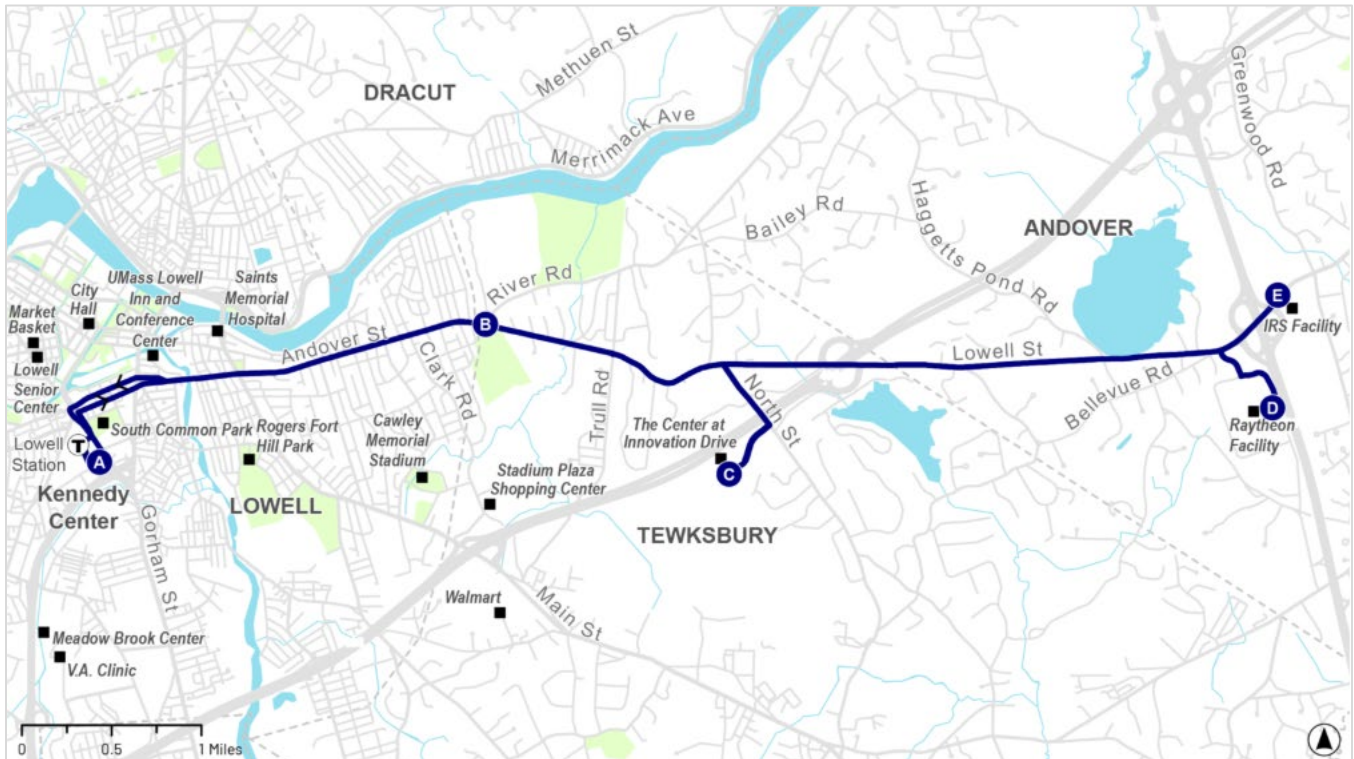 DRACUT
Methuen St
Merrimack Ave
Greenwood Rd
Haggetts Pond Rd
Bailey Rd
ANDOVER
River Rd
UMass Lowell
Inn and
Conference
Center
Saints
Memorial
Hospital
City
Hall
Market
Basket
Lowell
Senior
Center
Andover St
B
E
IRS Facility
Lowell St
Clark Rd
Trull Rd
North St
Bellevue Rd
D
Raytheon
Facility
South Common Park
Rogers Fort
Hill Park
Cawley
Memorial
Stadium
The Center at
Innovation Drive
C
Lowell
Station
T
A
Kennedy
Center
LOWELL
Stadium Plaza
Shopping Center
TEWKSBURY
Gorham St
Walmart
Main St
Meadow Brook Center
V.A. Clinic
0 0.5 1 Miles